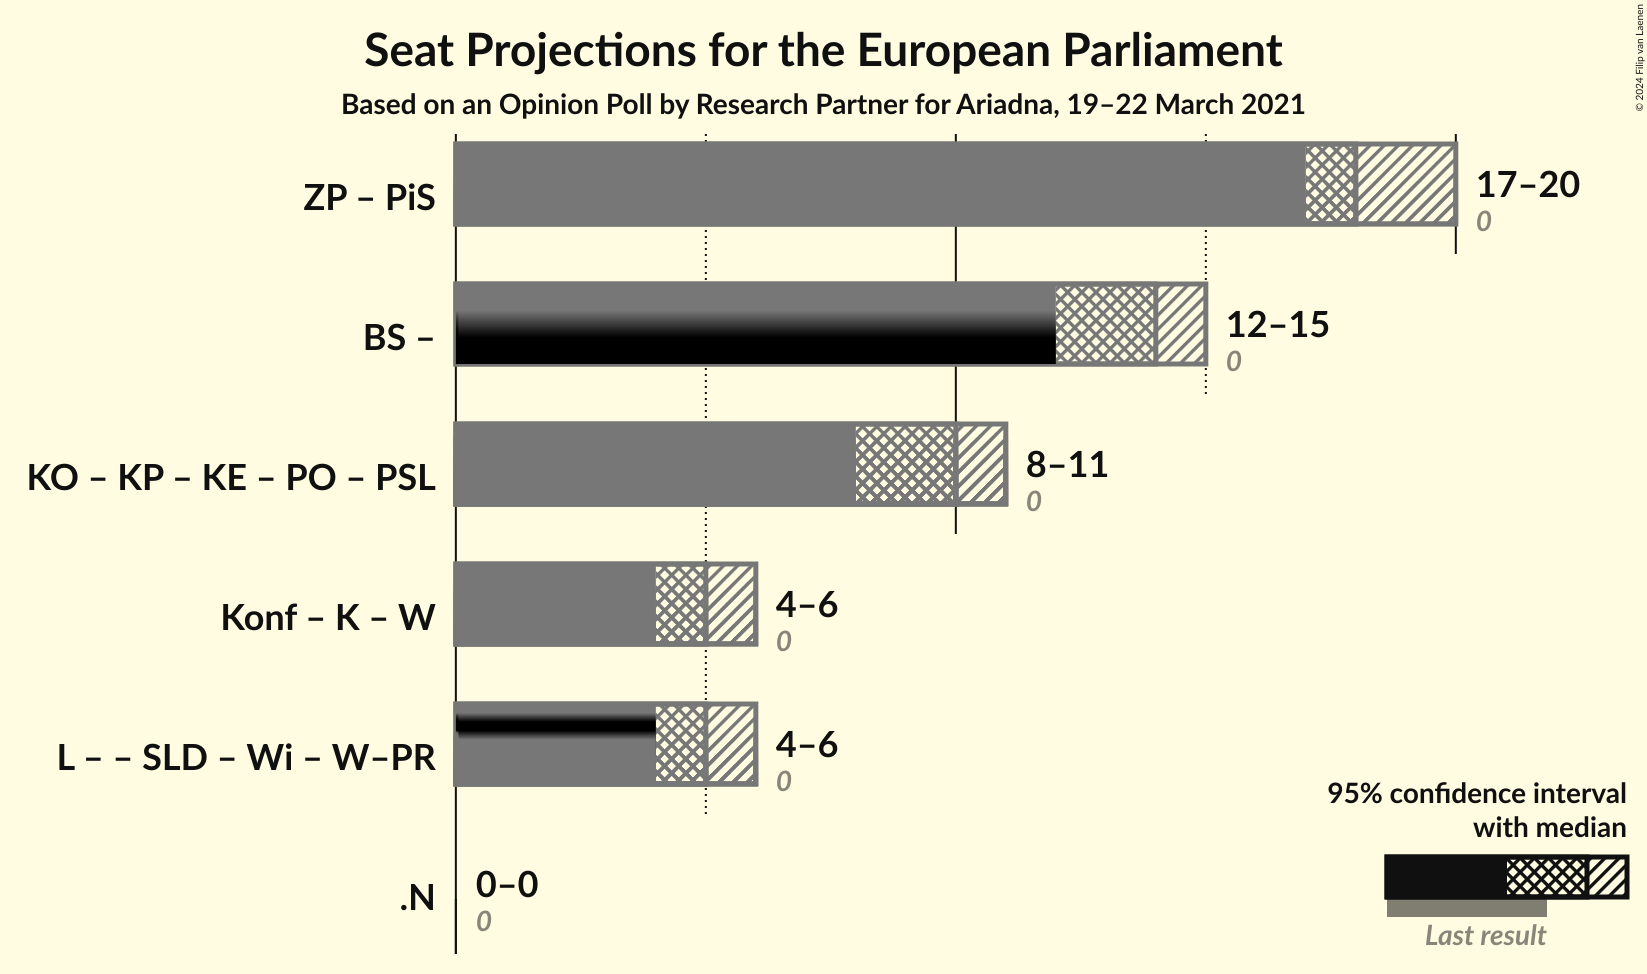 Seat Projections for the European Parliament
Based on an Opinion Poll by Research Partner for Ariadna, 19–22 March 2021
© 2024 Filip van Laenen
ZP – PiS
17–20
0
BS –
12–15
0
KO – KP – KE – PO – PSL
8–11
0
Konf – K – W
4–6
0
L – – SLD – Wi – W–PR
4–6
0
.N
0–0
0
95% confidence interval
with median
Last result